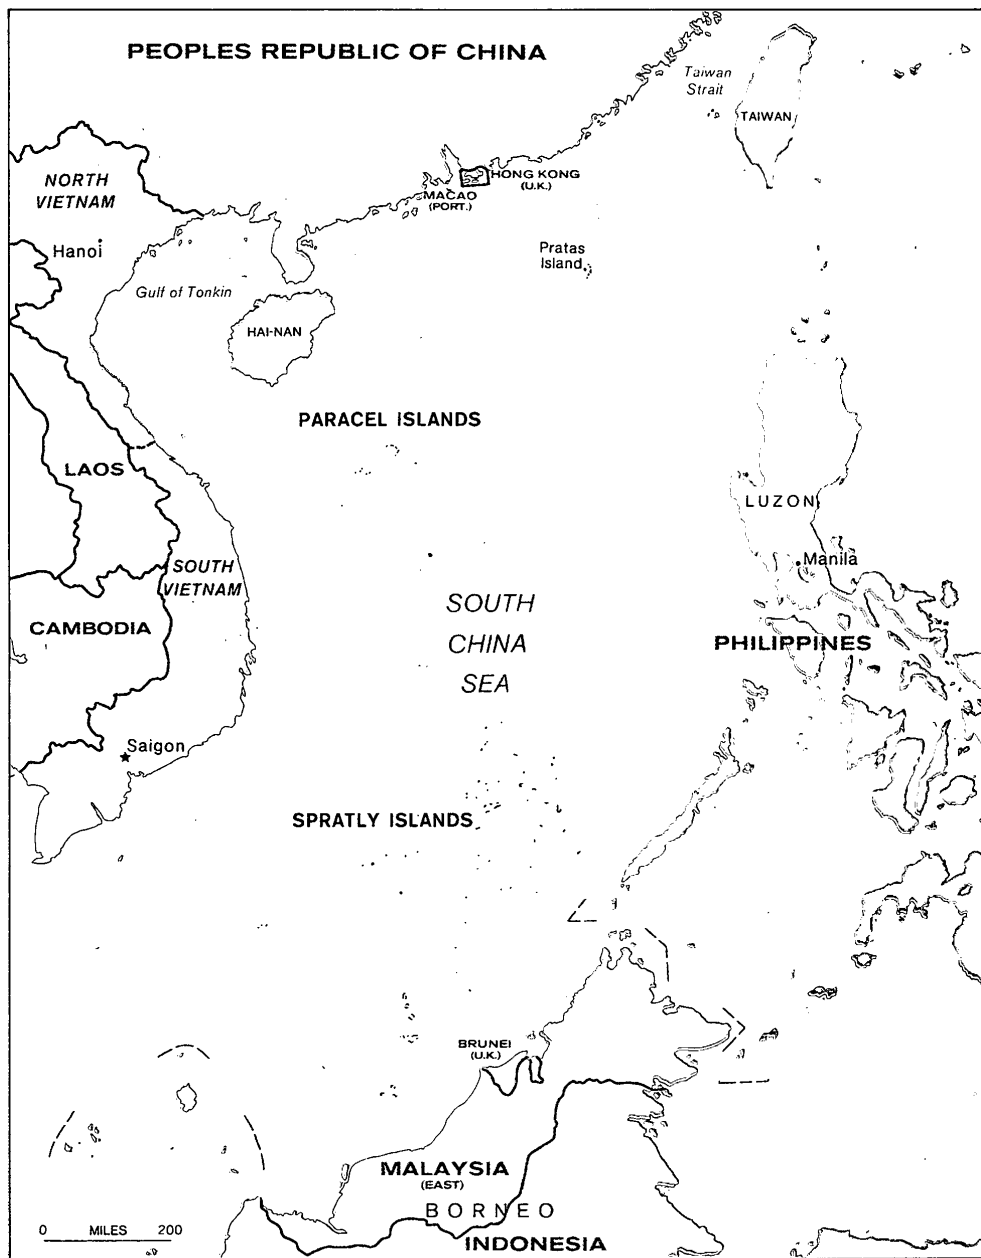 PEOPLES REPUBLIC OF CHINA
Taiwan
Strait
TAIWAN
HONG KONG
(U.K.)
MACAO
(PORT.)
NORTH
VIETNAM
Hanoi
Pratas
Island
Gulf of Tonkin
HAI-NAN
PARACEL ISLANDS
LAOS
LUZON
Manila
SOUTH
VIETNAM
SOUTH
CHINA
SEA
CAMBODIA
PHILIPPINES
Saigon
SPRATLY ISLANDS
BRUNEI
(U.K.)
MALAYSIA
(EAST)
BORNEO
0 MILES 200
INDONESIA